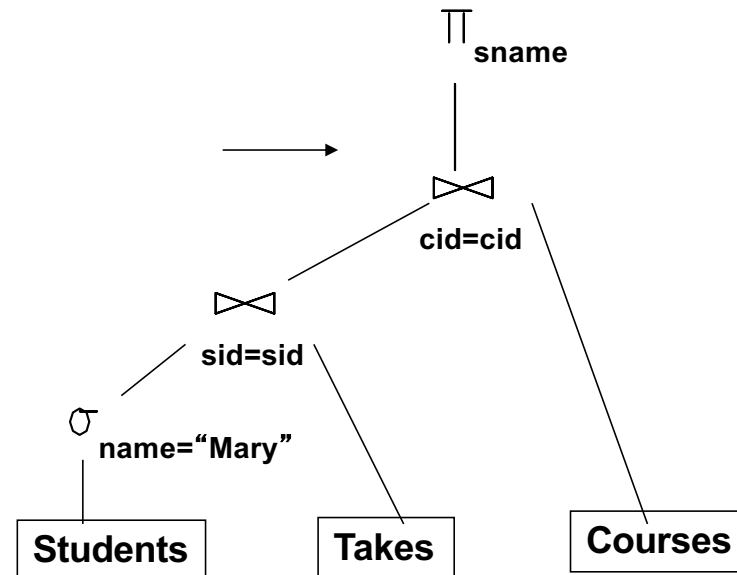 ∏ sname
cid=cid
sid=sid
σ name=“Mary”
Students
Takes
Courses